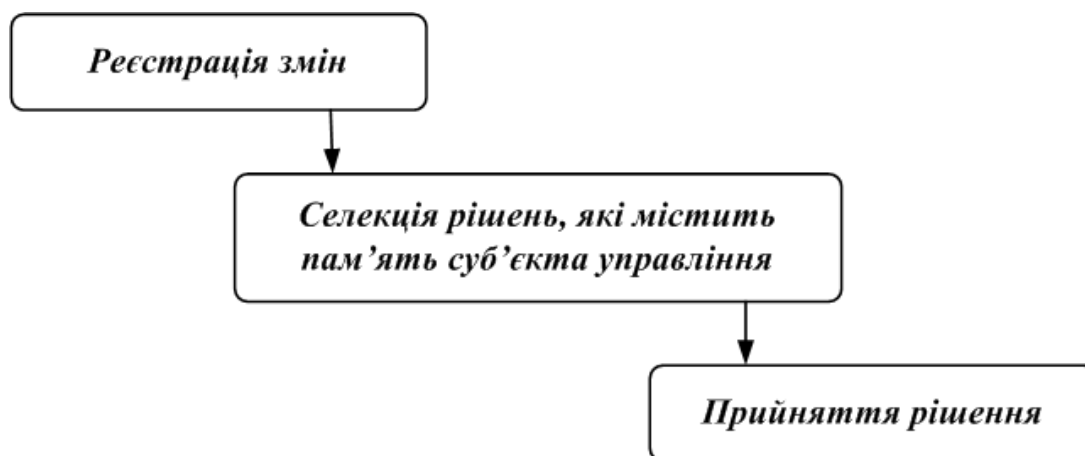 Реєстрація змін
Селекція рішень, які містить
пам’ять суб’єкта управління
Прийняття рішення